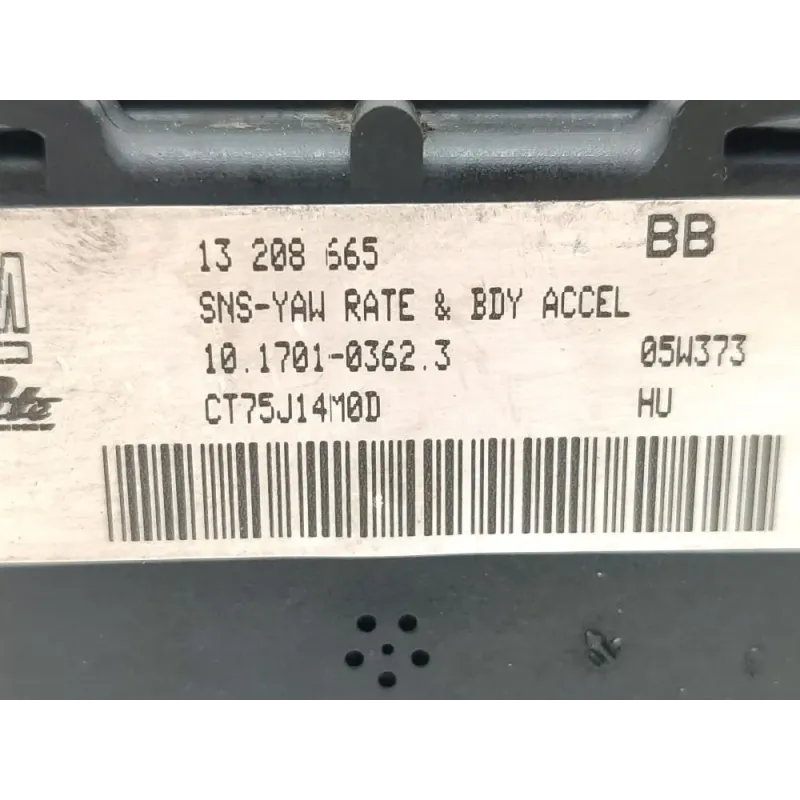 13 208 665 BB
SNS-YAW RATE & BDY ACCEL
10.1701-0362.3 05W373
CT75J14M0D HU